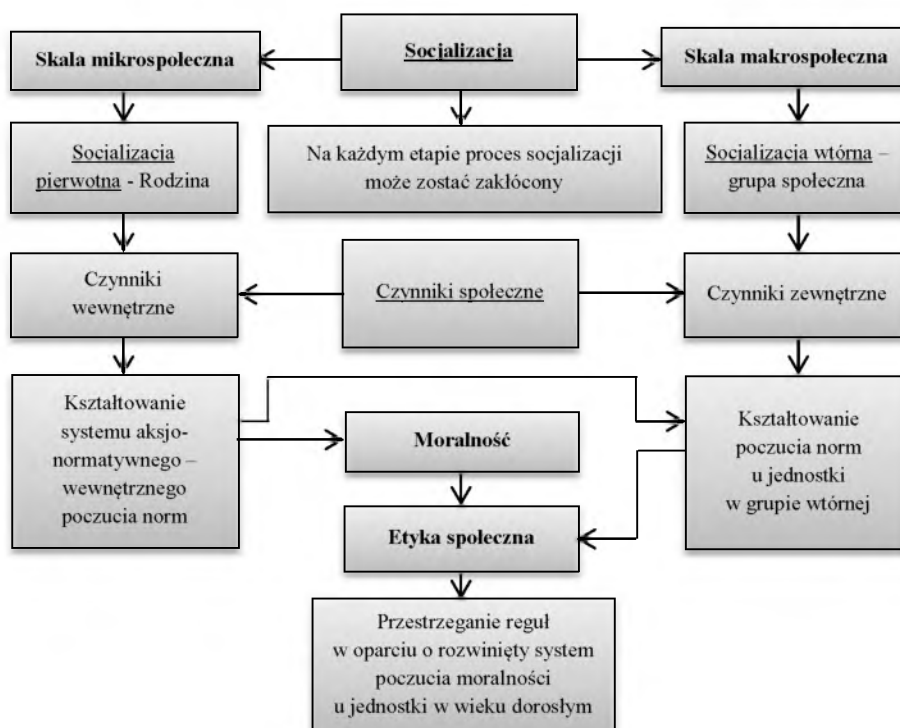 Skala mikrospołeczna
Socjalizacja
Skala makrospołeczna
Socjalizacja
pierwotna - Rodzina
Na każdym etapie proces socjalizacji
może zostać zakłócony
Socjalizacja wtórna –
grupa społeczna
Czynniki
wewnętrzne
Czynniki społeczne
Czynniki zewnętrzne
Kształtowanie
systemu aksjo-
normatywnego –
wewnętrznego
poczucia norm
Moralność
Kształtowanie
poczucia norm
u jednostki
w grupie wtórnej
Etyka społeczna
Przestrzeganie reguł
w oparciu o rozwinięty system
poczucia moralności
u jednostki w wieku dorosłym